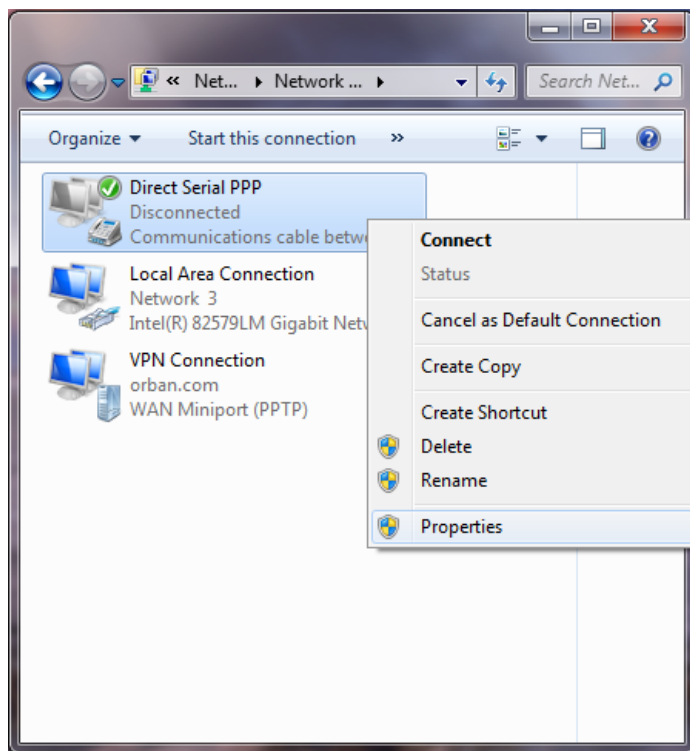 « Net... Network ...
Search Net...
Organize Start this connection »
Direct Serial PPP
Disconnected
Communications cable betw
Local Area Connection
Network 3
Intel(R) 82579LM Gigabit Netw
VPN Connection
orban.com
WAN Miniport (PPTP)
Connect
Status
Cancel as Default Connection
Create Copy
Create Shortcut
Delete
Rename
Properties